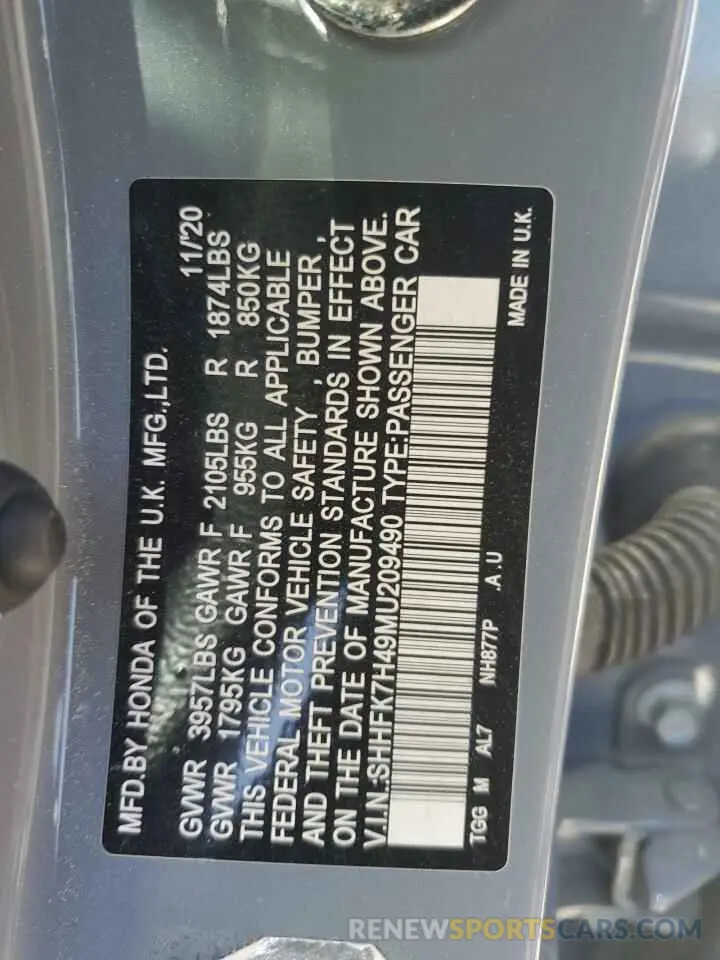 MFD.BY HONDA OF THE U.K. MFG.,LTD. 11/'20
GVWR 3957LBS GAWR F 2105LBS R 1874LBS
GVWR 1795KG GAWR F 955KG R 850KG
THIS VEHICLE CONFORMS TO ALL APPLICABLE
FEDERAL MOTOR VEHICLE SAFETY , BUMPER ,
AND THEFT PREVENTION STANDARDS IN EFFECT
ON THE DATE OF MANUFACTURE SHOWN ABOVE.
V.I.N.:SHHFK7H49MU209490 TYPE:PASSENGER CAR
TGG M AL7 NH877P .A .U
MADE IN U.K.
RENEWSPORTSCARS.COM